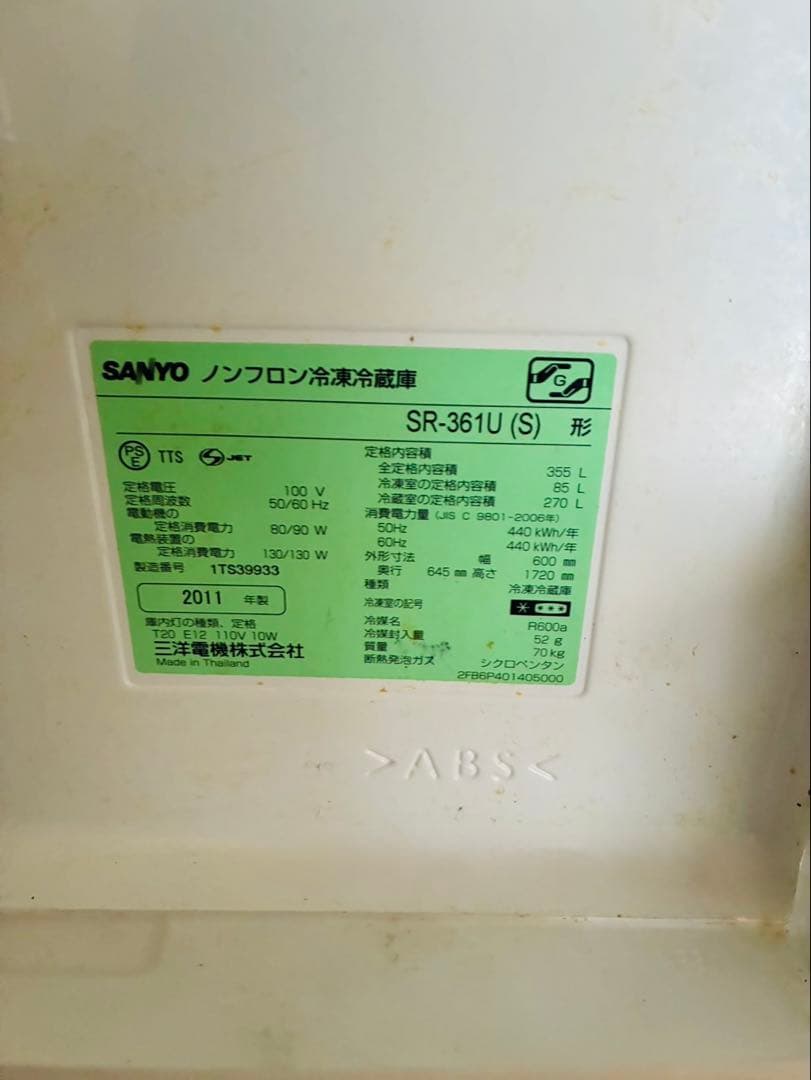 SANYO ノンフロン冷凍冷蔵庫
G
SR-361U (S) 形
PS E TTS JET
定格電圧 100 V
定格周波数 50/60 Hz
電動機の
定格消費電力 80/90 W
電熱装置の
定格消費電力 130/130 W
製造番号 1TS39933
2011 年製
庫内灯の種類、定格
T20 E12 110V 10W
三洋電機株式会社
Made in Thailand
定格内容積
全定格内容積 355 L
冷凍室の定格内容積 85 L
冷蔵室の定格内容積 270 L
消費電力量 (JIS C 9801-2006年)
50Hz 440 kWh/年
60Hz 440 kWh/年
外形寸法 幅 600 mm
奥行 645 mm 高さ 1720 mm
種類 冷凍冷蔵庫
冷凍室の記号
冷媒名 R600a
冷媒封入量 52 g
質量 70 kg
断熱発泡ガス シクロペンタン
2FB6P401405000
>ABS<